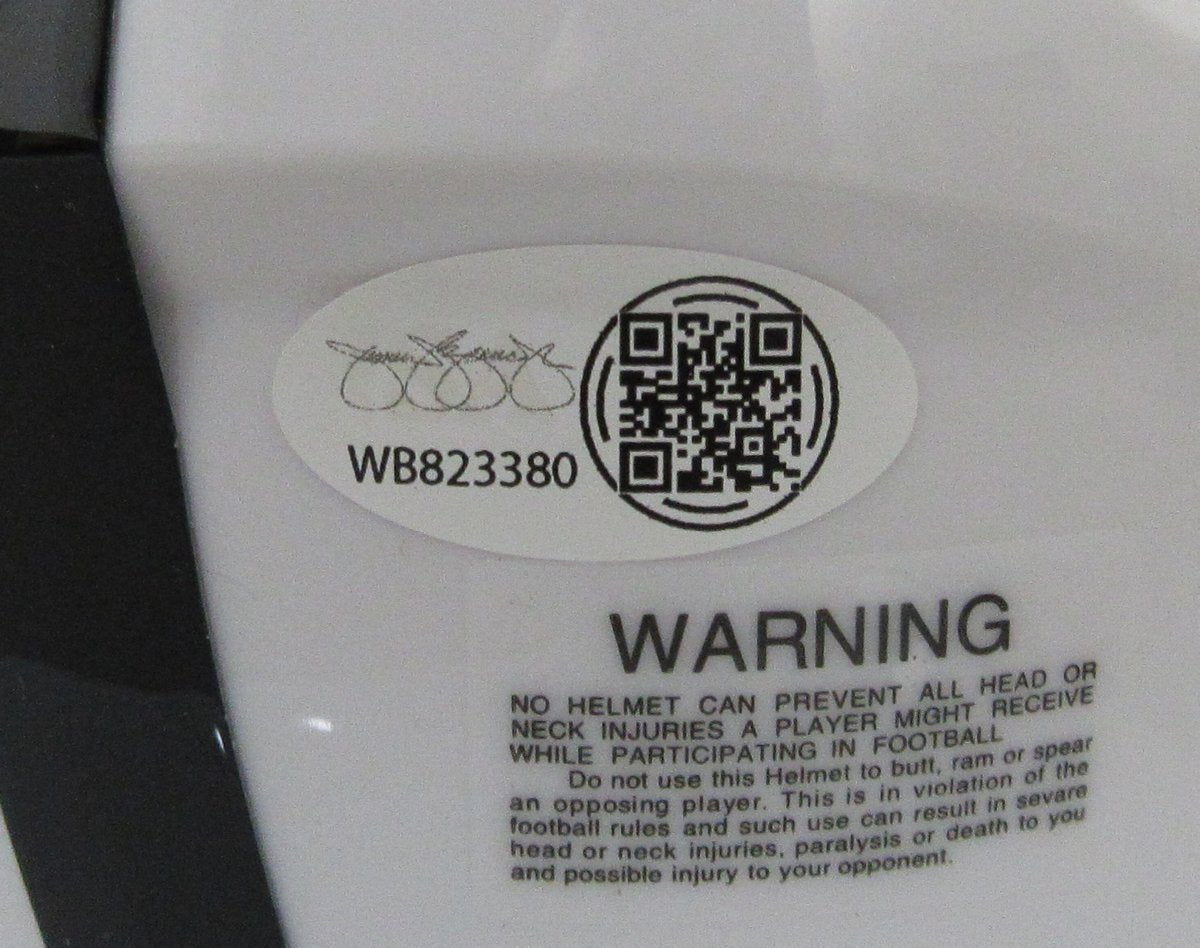 WB823380
WARNING
NO HELMET CAN PREVENT ALL HEAD OR
NECK INJURIES A PLAYER MIGHT RECEIVE
WHILE PARTICIPATING IN FOOTBALL
Do not use this Helmet to butt, ram or spear
an opposing player. This is in violation of the
football rules and such use can result in sevare
head or neck injuries, paralysis or death to you
and possible injury to your opponent.